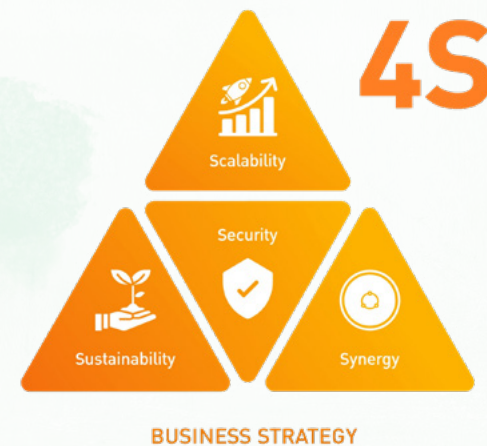 4S
Scalability
Security
Sustainability
Synergy
BUSINESS STRATEGY